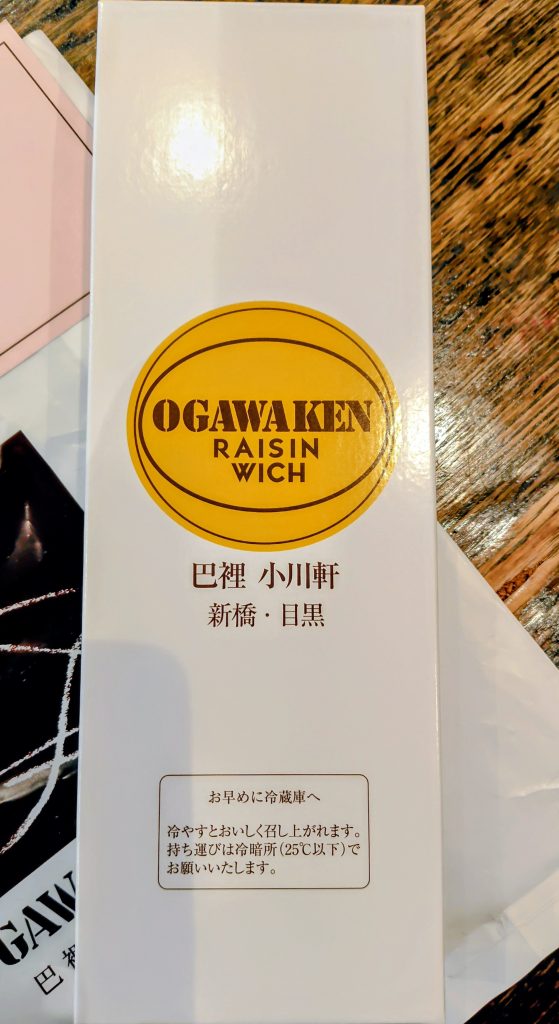 OGAWAKEN
RAISIN
WICH
巴裡 小川軒
新橋・目黒
お早めに冷蔵庫へ
冷やすとおいしく召し上がれます。
持ち運びは冷暗所(25℃以下)で
お願いいたします。
GAW
巴裡